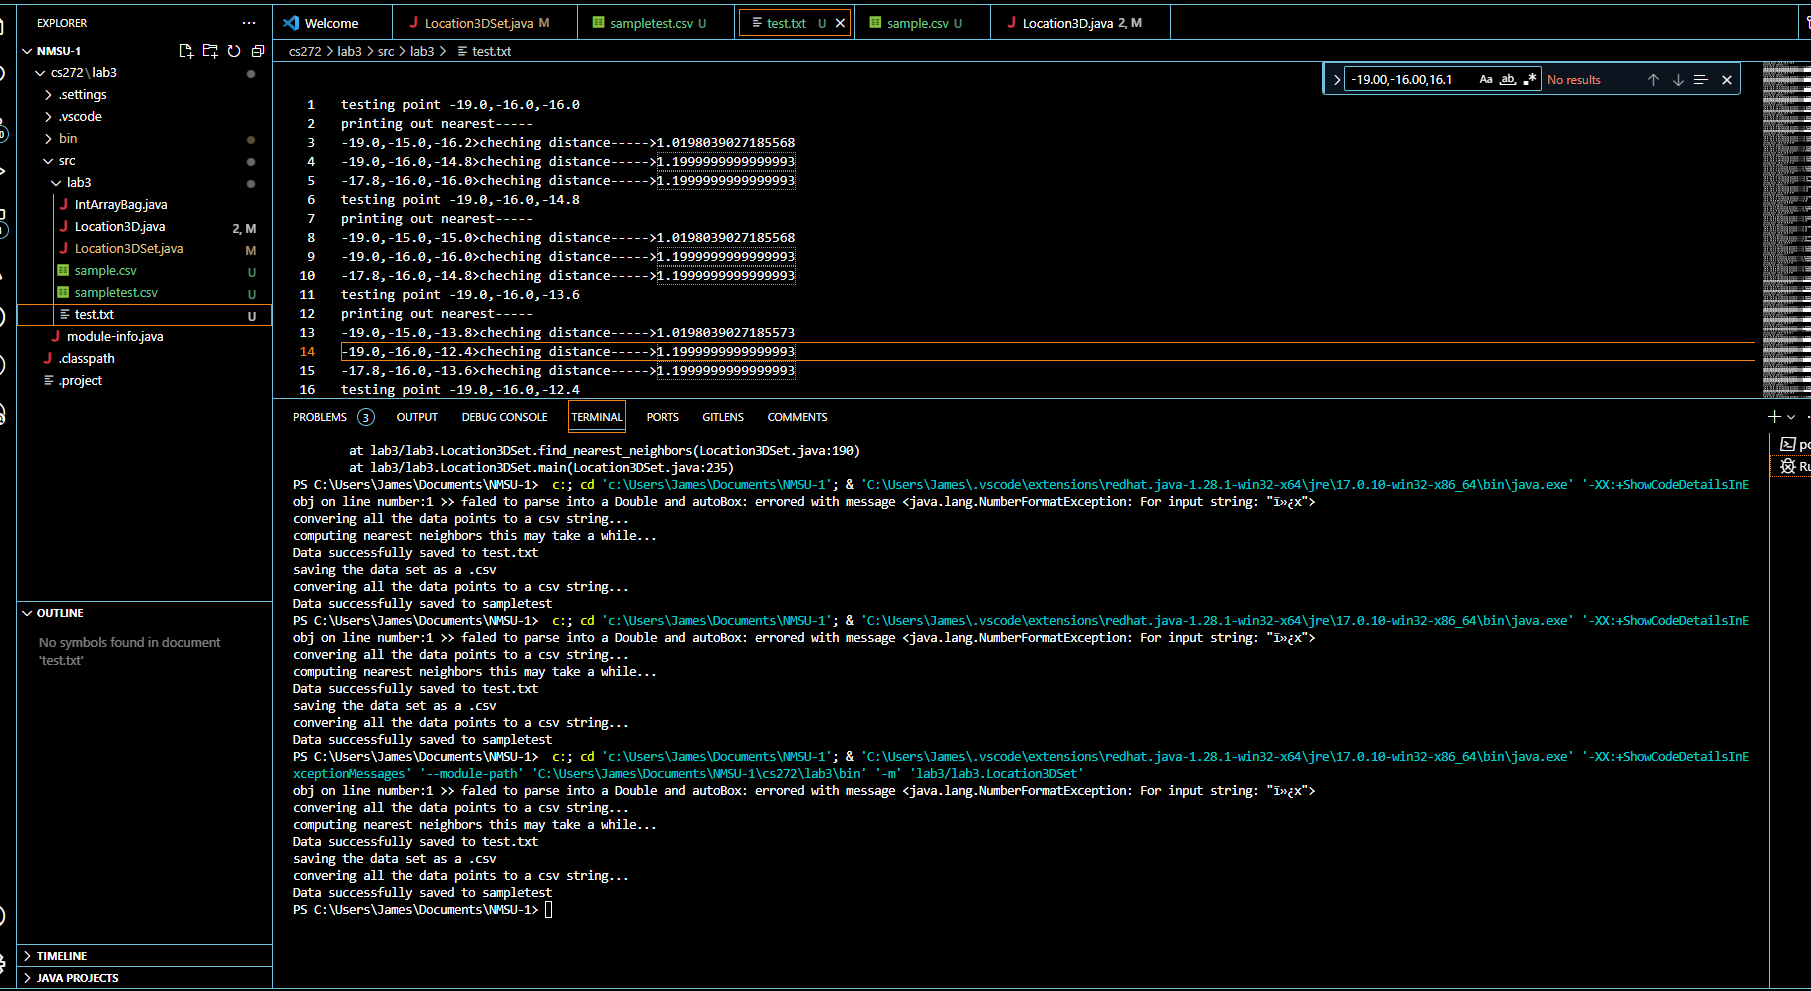 EXPLORER
NMSU-1
cs272\lab3
.settings
.vscode
bin
src
lab3
IntArrayBag.java
Location3D.java 2, M
Location3DSet.java M
sample.csv U
sampletest.csv U
test.txt U
module-info.java
.classpath
.project
OUTLINE
No symbols found in document
'test.txt'
TIMELINE
JAVA PROJECTS
Welcome Location3DSet.java M sampletest.csv U test.txt U sample.csv U Location3D.java 2, M
cs272 > lab3 > src > lab3 > test.txt
-19.00,-16.00,16.1 Aa ab .* No results
1 testing point -19.0,-16.0,-16.0
2 printing out nearest-----
3 -19.0,-15.0,-16.2>cheching distance----->1.0198039027185568
4 -19.0,-16.0,-14.8>cheching distance----->1.1999999999999993
5 -17.8,-16.0,-16.0>cheching distance----->1.1999999999999993
6 testing point -19.0,-16.0,-14.8
7 printing out nearest-----
8 -19.0,-15.0,-15.0>cheching distance----->1.0198039027185568
9 -19.0,-16.0,-16.0>cheching distance----->1.1999999999999993
10 -17.8,-16.0,-14.8>cheching distance----->1.1999999999999993
11 testing point -19.0,-16.0,-13.6
12 printing out nearest-----
13 -19.0,-15.0,-13.8>cheching distance----->1.0198039027185573
14 -19.0,-16.0,-12.4>cheching distance----->1.1999999999999993
15 -17.8,-16.0,-13.6>cheching distance----->1.1999999999999993
16 testing point -19.0,-16.0,-12.4
PROBLEMS 3 OUTPUT DEBUG CONSOLE TERMINAL PORTS GITLENS COMMENTS
at lab3/lab3.Location3DSet.find_nearest_neighbors(Location3DSet.java:190)
at lab3/lab3.Location3DSet.main(Location3DSet.java:235)
PS C:\Users\James\Documents\NMSU-1> c:; cd 'c:\Users\James\Documents\NMSU-1'; & 'C:\Users\James\.vscode\extensions\redhat.java-1.28.1-win32-x64\jre\17.0.10-win32-x86_64\bin\java.exe' '-XX:+ShowCodeDetailsInE
obj on line number:1 >> faled to parse into a Double and autoBox: errored with message <java.lang.NumberFormatException: For input string: "ï»¿x">
convering all the data points to a csv string...
computing nearest neighbors this may take a while...
Data successfully saved to test.txt
saving the data set as a .csv
convering all the data points to a csv string...
Data successfully saved to sampletest
PS C:\Users\James\Documents\NMSU-1> c:; cd 'c:\Users\James\Documents\NMSU-1'; & 'C:\Users\James\.vscode\extensions\redhat.java-1.28.1-win32-x64\jre\17.0.10-win32-x86_64\bin\java.exe' '-XX:+ShowCodeDetailsInE
obj on line number:1 >> faled to parse into a Double and autoBox: errored with message <java.lang.NumberFormatException: For input string: "ï»¿x">
convering all the data points to a csv string...
computing nearest neighbors this may take a while...
Data successfully saved to test.txt
saving the data set as a .csv
convering all the data points to a csv string...
Data successfully saved to sampletest
PS C:\Users\James\Documents\NMSU-1> c:; cd 'c:\Users\James\Documents\NMSU-1'; & 'C:\Users\James\.vscode\extensions\redhat.java-1.28.1-win32-x64\jre\17.0.10-win32-x86_64\bin\java.exe' '-XX:+ShowCodeDetailsInE
xceptionMessages' '--module-path' 'C:\Users\James\Documents\NMSU-1\cs272\lab3\bin' '-m' 'lab3/lab3.Location3DSet'
obj on line number:1 >> faled to parse into a Double and autoBox: errored with message <java.lang.NumberFormatException: For input string: "ï»¿x">
convering all the data points to a csv string...
computing nearest neighbors this may take a while...
Data successfully saved to test.txt
saving the data set as a .csv
convering all the data points to a csv string...
Data successfully saved to sampletest
PS C:\Users\James\Documents\NMSU-1>